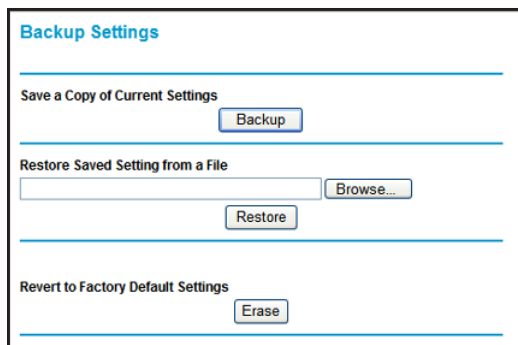 Backup Settings
Save a Copy of Current Settings
Backup
Restore Saved Setting from a File
Browse...
Restore
Revert to Factory Default Settings
Erase